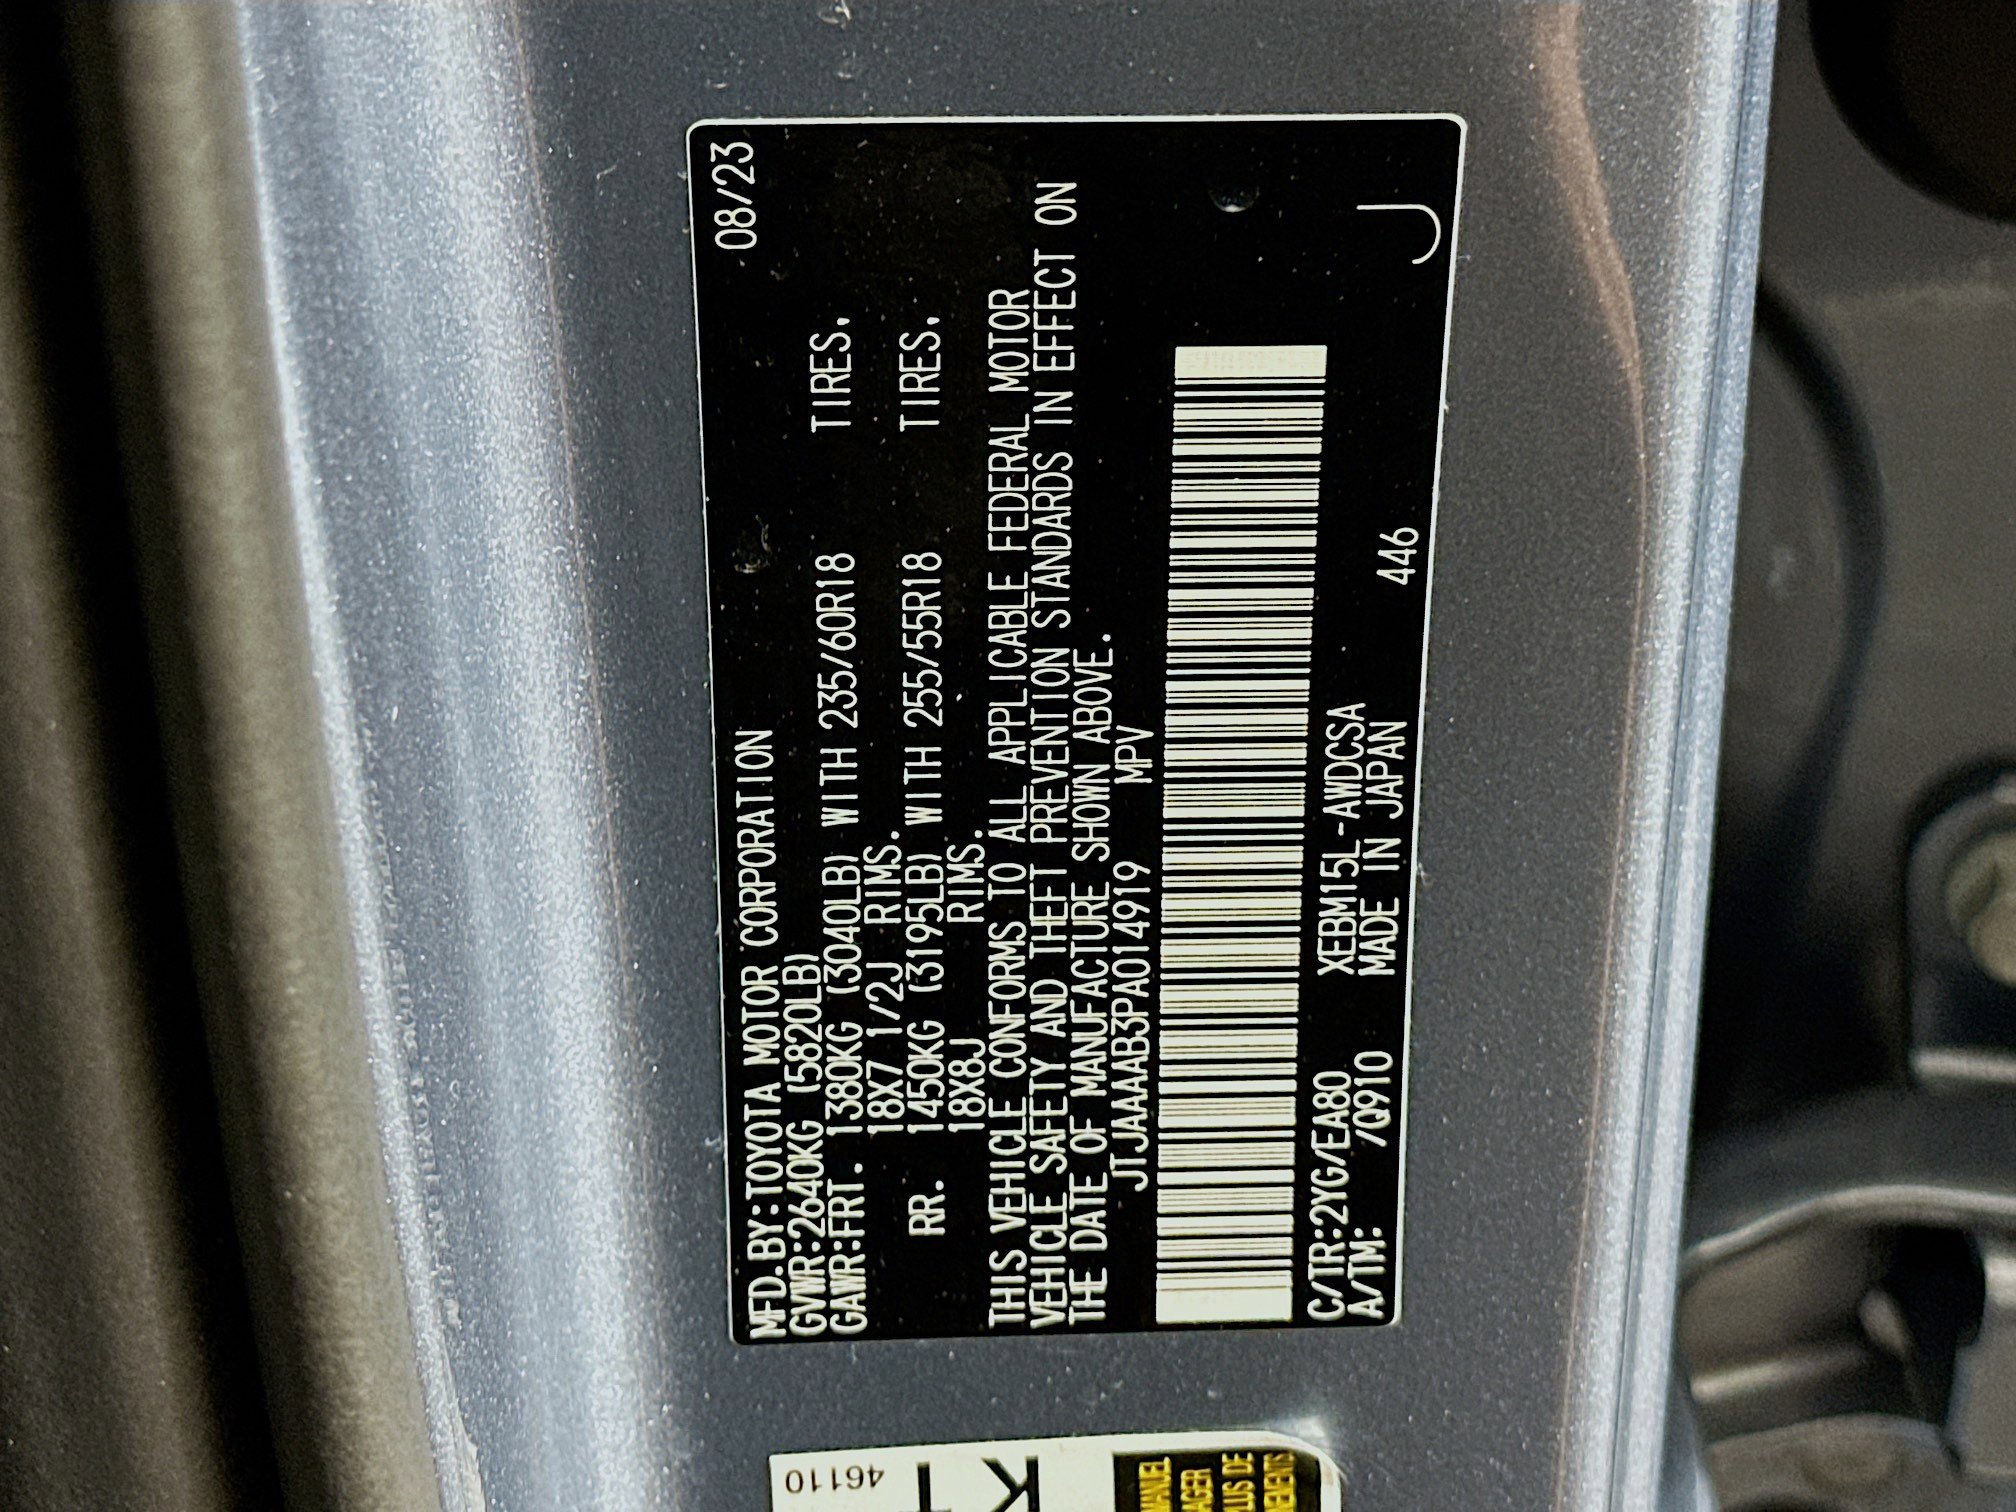 MFD.BY:TOYOTA MOTOR CORPORATION 08/23
GVWR:2640KG (5820LB)
GAWR:FRT. 1380KG (3040LB) WITH 235/60R18 TIRES,
18X7 1/2J RIMS.
RR. 1450KG (3195LB) WITH 255/55R18 TIRES,
18X8J RIMS.
THIS VEHICLE CONFORMS TO ALL APPLICABLE FEDERAL MOTOR
VEHICLE SAFETY AND THEFT PREVENTION STANDARDS IN EFFECT ON
THE DATE OF MANUFACTURE SHOWN ABOVE.
JTJAAAAB3PA014919 MPV
C/TR:2YG/EA80 XEBM15L-AWDCSA
A/TM: /Q910 MADE IN JAPAN 446 J
46110
MANUEL